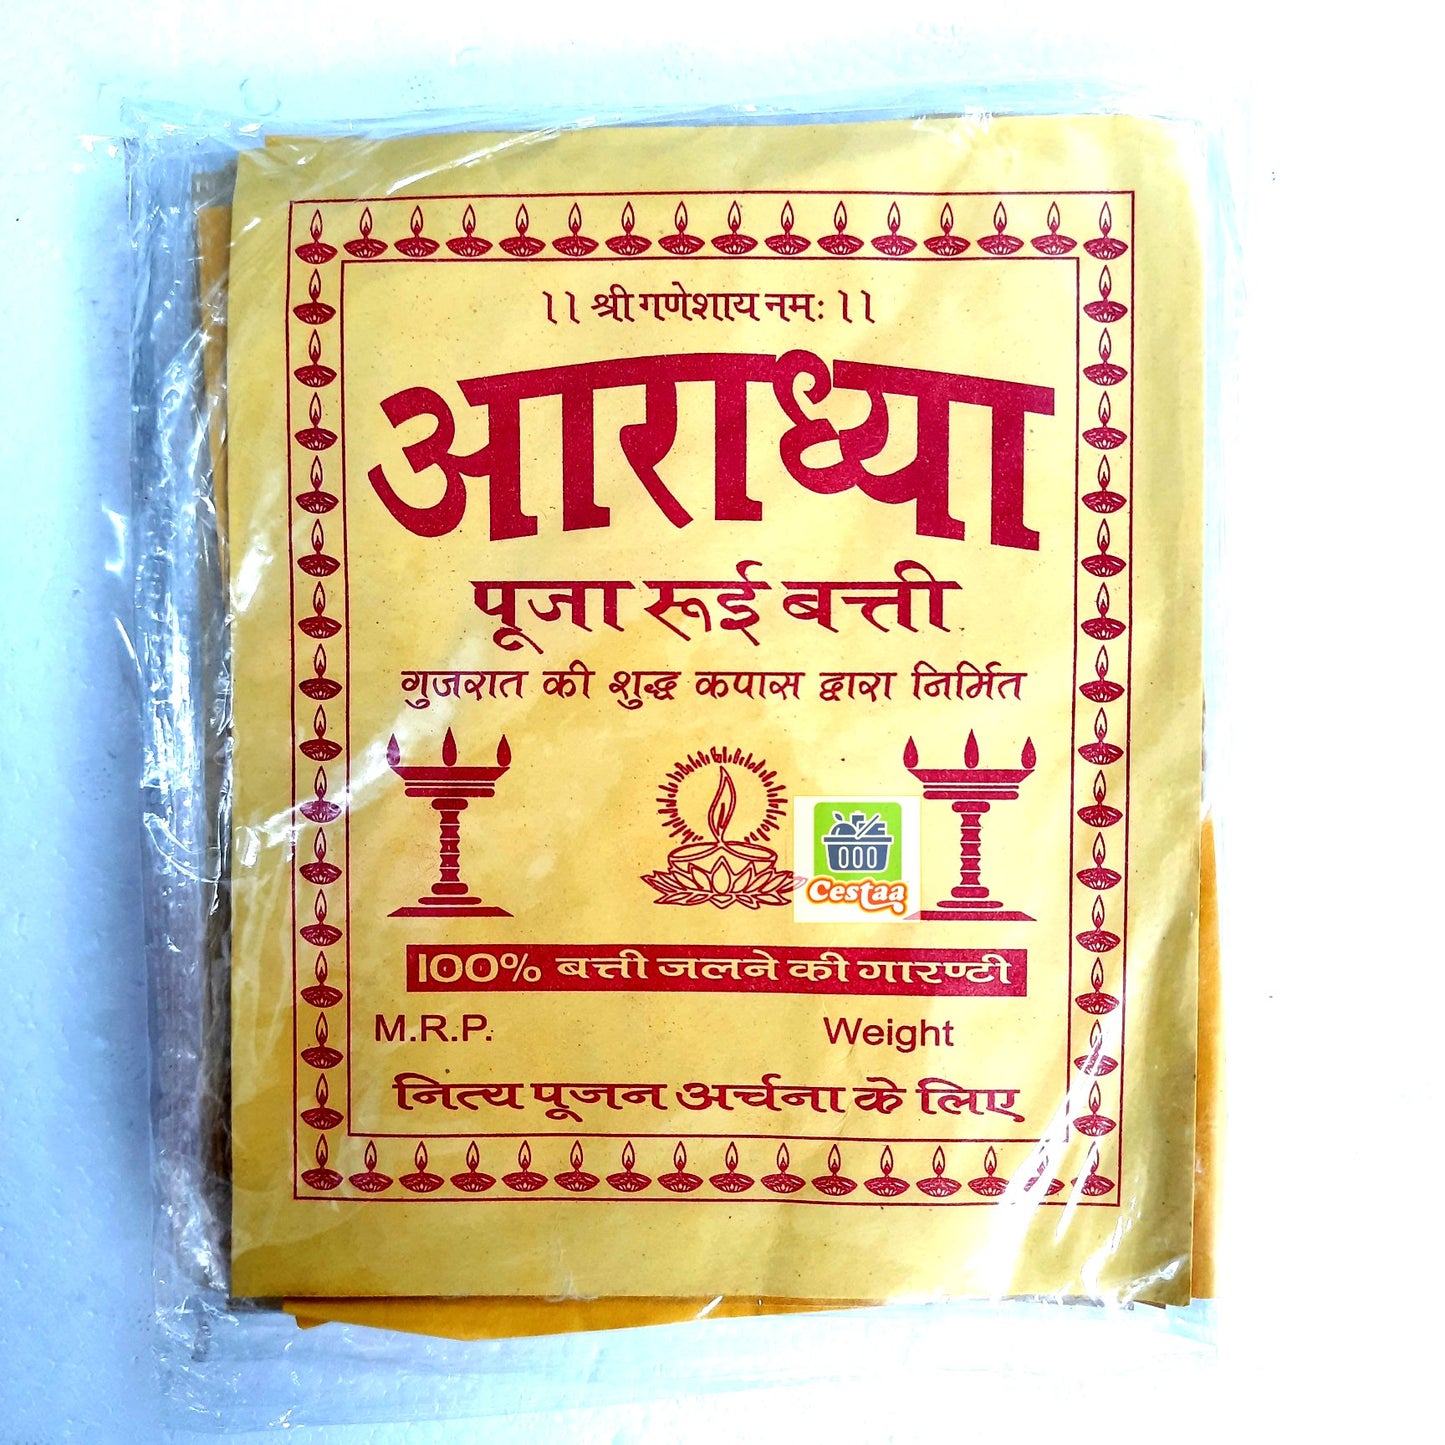 ।। श्री गणेशाय नमः ।।
आराध्या
पूजा रूई बत्ती
गुजरात की शुद्ध कपास द्वारा निर्मित
Cestaa
100% बत्ती जलने की गारण्टी
M.R.P. Weight
नित्य पूजन अर्चना के लिए